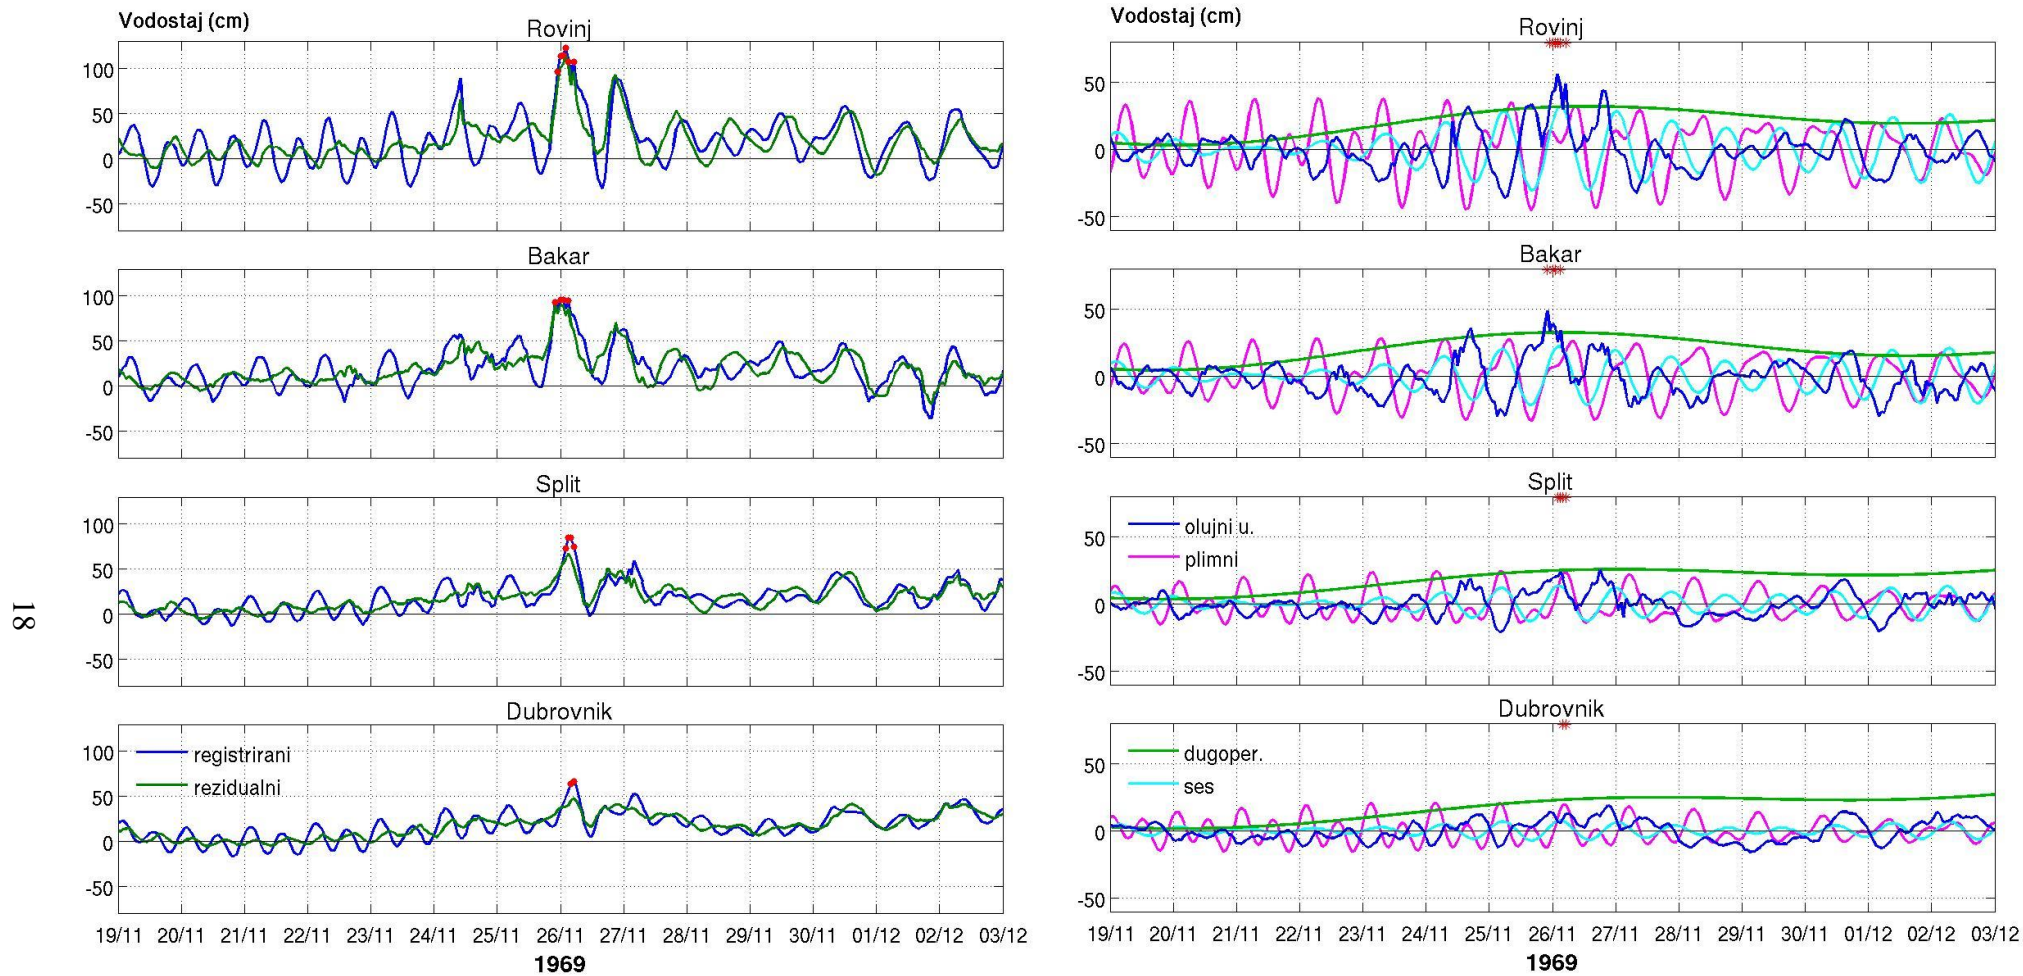 Vodostaj (cm)
Rovinj
100
50
0
-50
Bakar
100
50
0
-50
Split
100
50
0
-50
Dubrovnik
registrirani
rezidualni
100
50
0
-50
19/11 20/11 21/11 22/11 23/11 24/11 25/11 26/11 27/11 28/11 29/11 30/11 01/12 02/12 03/12
1969
Vodostaj (cm)
Rovinj
50
0
-50
Bakar
50
0
-50
Split
olujni u.
plimni
50
0
-50
Dubrovnik
dugoper.
ses
50
0
-50
19/11 20/11 21/11 22/11 23/11 24/11 25/11 26/11 27/11 28/11 29/11 30/11 01/12 02/12 03/12
1969
18